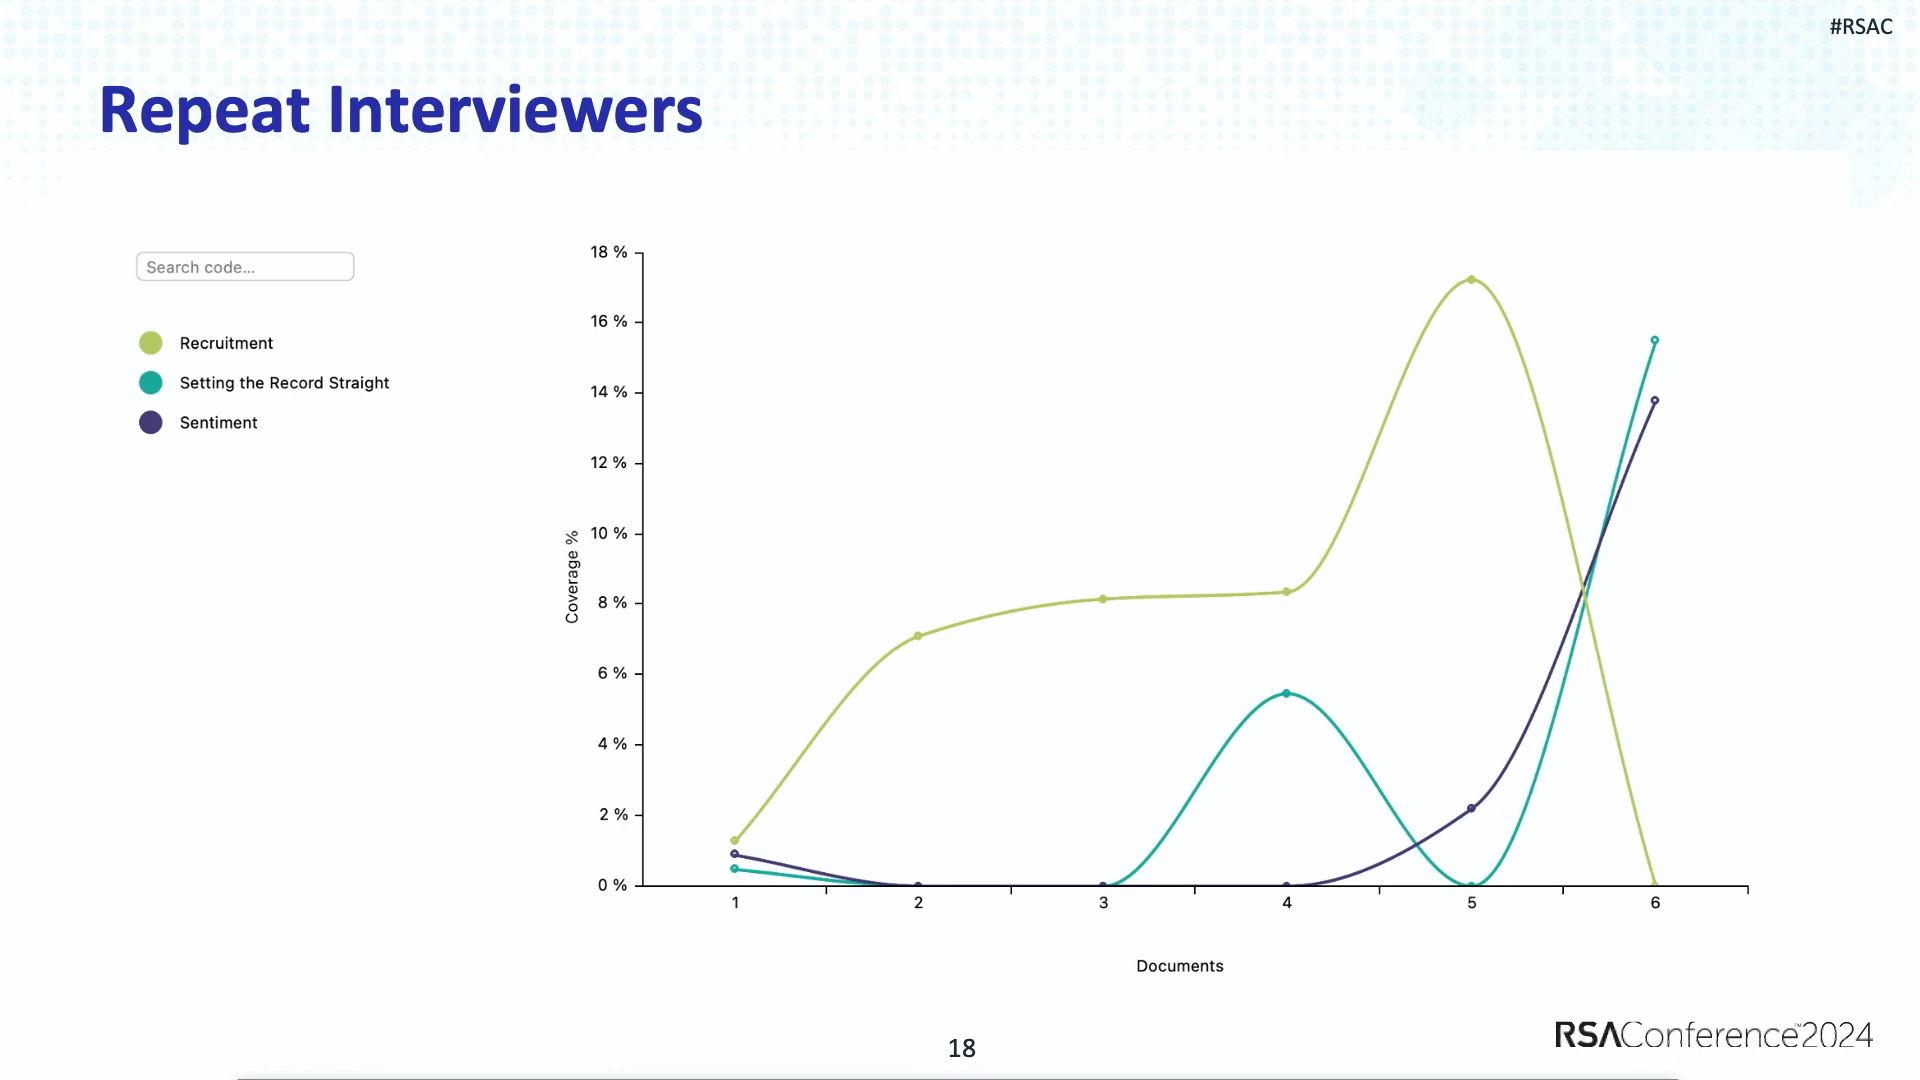 #RSAC
Repeat Interviewers
Search code...
Recruitment
Setting the Record Straight
Sentiment
Coverage %
18 %
16 %
14 %
12 %
10 %
8 %
6 %
4 %
2 %
0 %
1 2 3 4 5 6
Documents
18
RSAConference™2024